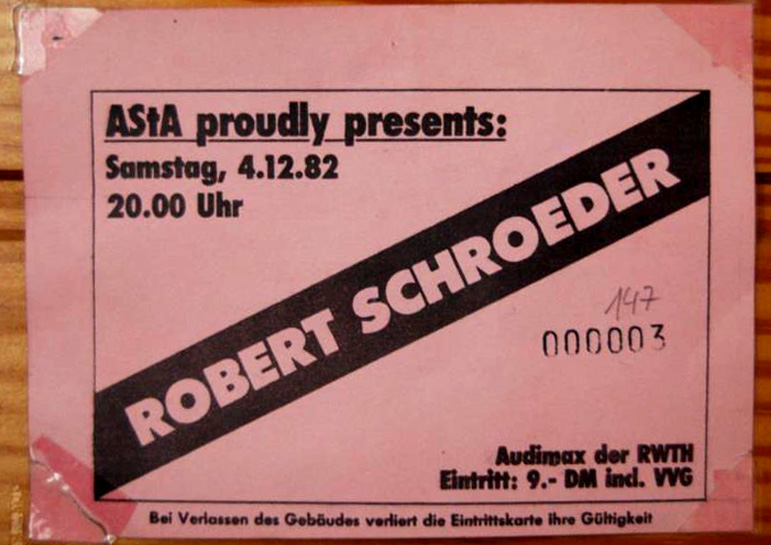 AStA proudly presents:
Samstag, 4.12.82
20.00 Uhr
ROBERT SCHROEDER
147
000003
Audimax der RWTH
Eintritt: 9.- DM incl. VVG
Bei Verlassen des Gebäudes verliert die Eintrittskarte ihre Gültigkeit